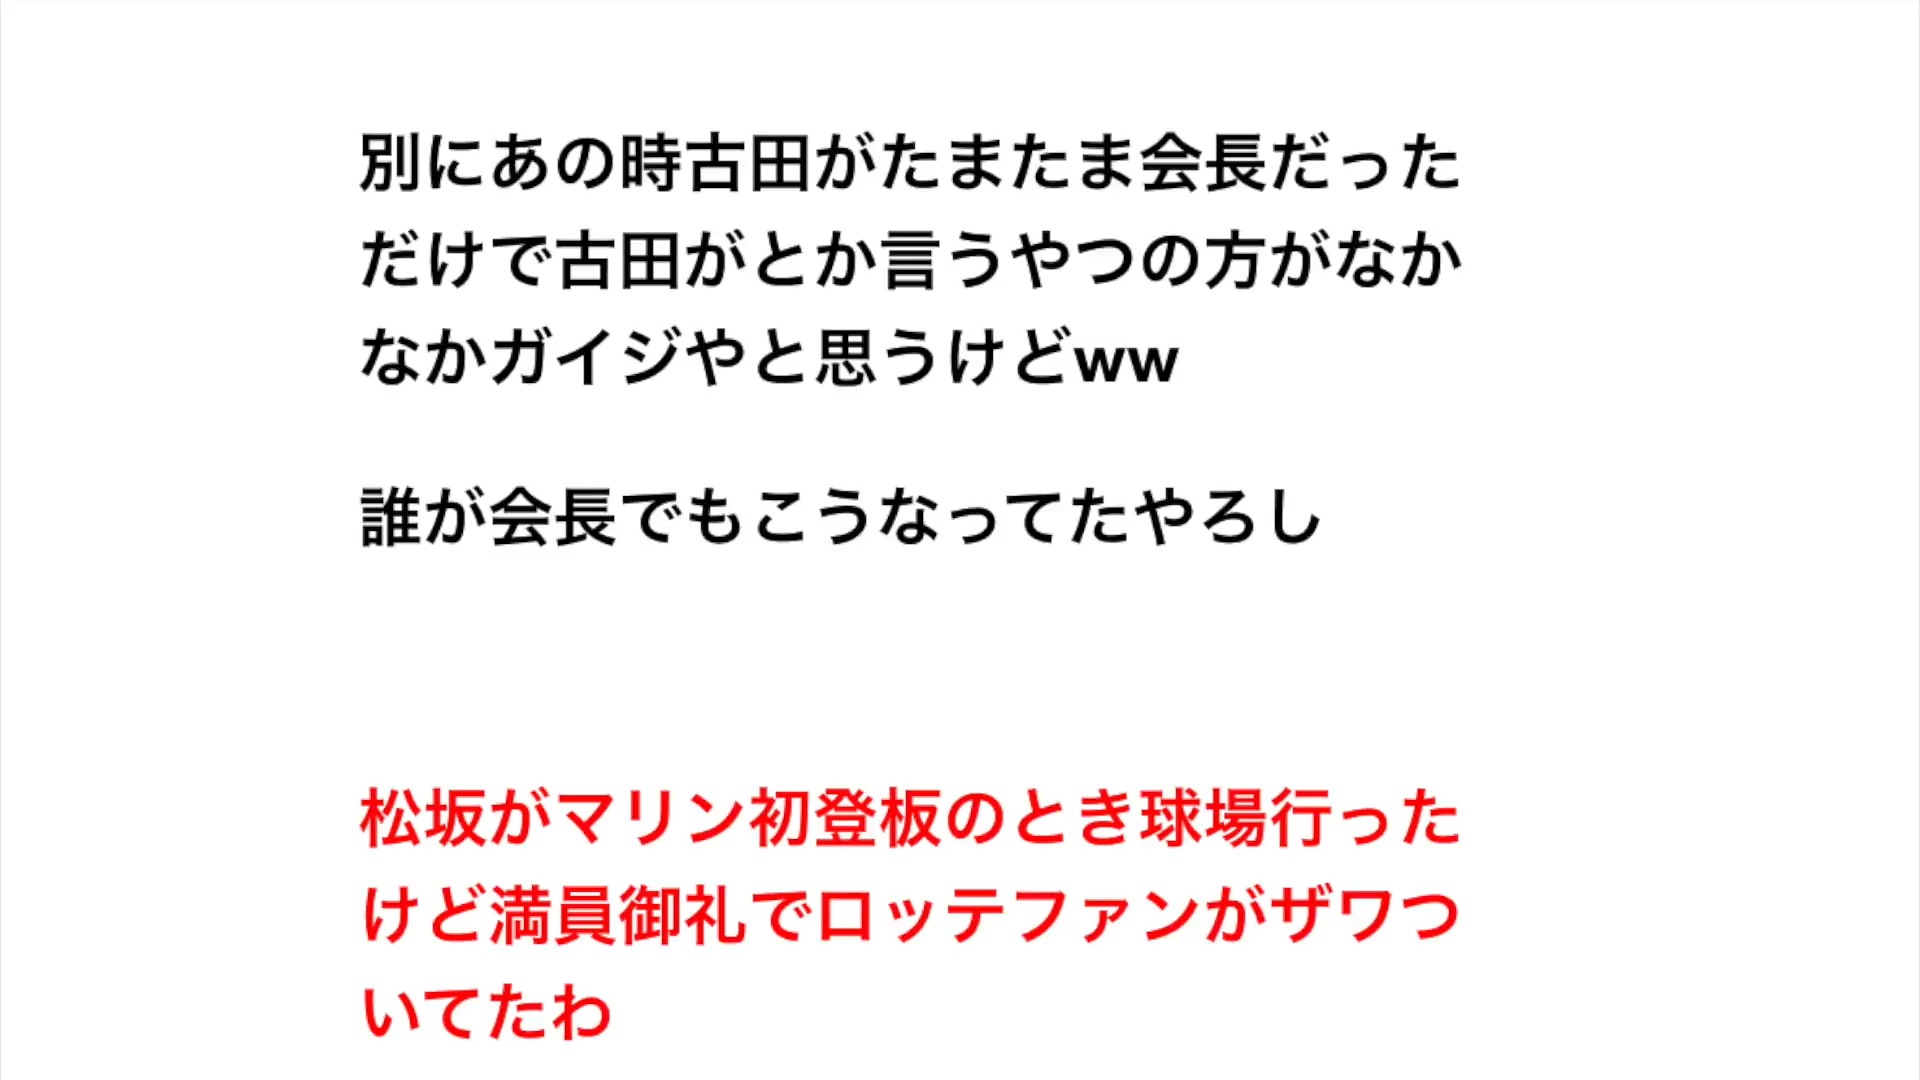 別にあの時古田がたまたま会長だった
だけで古田がとか言うやつの方がなか
なかガイジやと思うけどww
誰が会長でもこうなってたやろし
松坂がマリン初登板のとき球場行った
けど満員御礼でロッテファンがザワつ
いてたわ